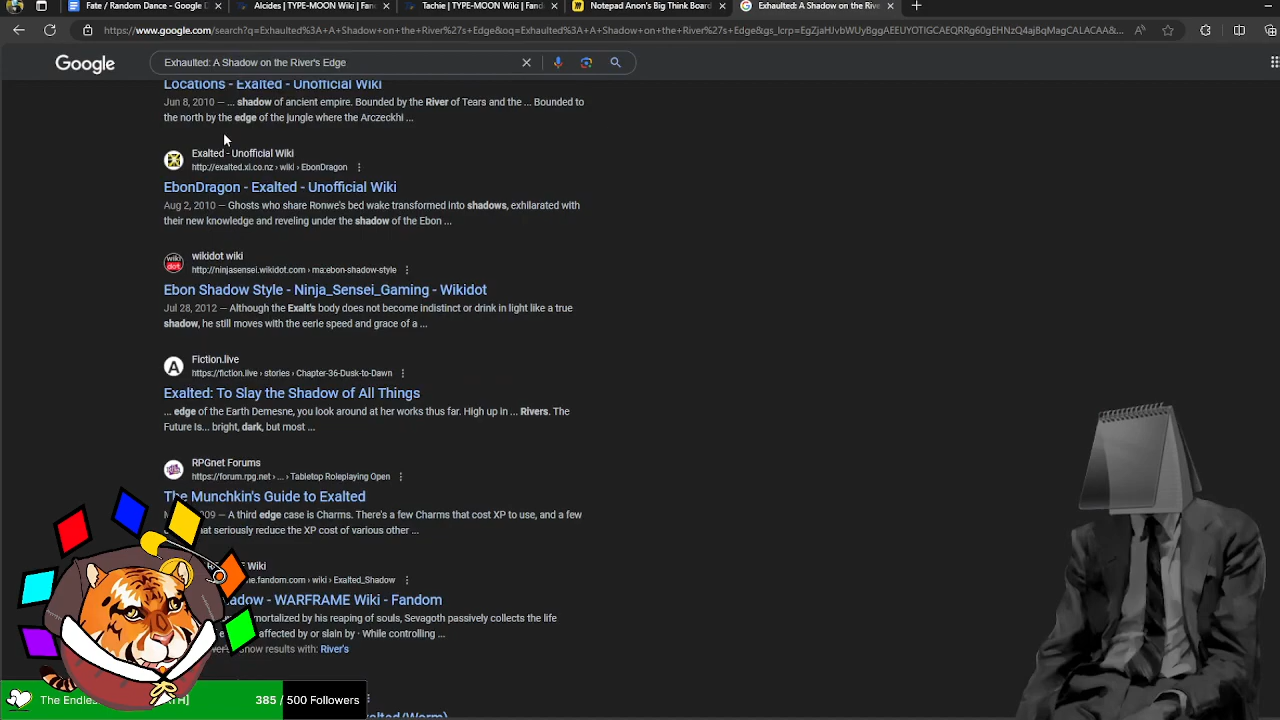 Fate / Random Dance - Google D
Alcides | TYPE-MOON Wiki | Fan
Tachie | TYPE-MOON Wiki | Fand
Notepad Anon's Big Think Board
Exhaulted: A Shadow on the River
Google
Exhaulted: A Shadow on the River's Edge
Locations - Exalted - Unofficial Wiki
Jun 8, 2010 — ... shadow of ancient empire. Bounded by the River of Tears and the ... Bounded to
the north by the edge of the jungle where the Arczeckhi ...
Exalted - Unofficial Wiki
http://exalted.xi.co.nz › wiki › EbonDragon
EbonDragon - Exalted - Unofficial Wiki
Aug 2, 2010 — Ghosts who share Ronwe's bed wake transformed into shadows, exhilarated with
their new knowledge and reveling under the shadow of the Ebon ...
wikidot wiki
http://ninjasensei.wikidot.com › ma:ebon-shadow-style
Ebon Shadow Style - Ninja_Sensei_Gaming - Wikidot
Jul 28, 2012 — Although the Exalt's body does not become indistinct or drink in light like a true
shadow, he still moves with the eerie speed and grace of a ...
Fiction.live
https://fiction.live › stories › Chapter-36-Dusk-to-Dawn
Exalted: To Slay the Shadow of All Things
... edge of the Earth Demesne, you look around at her works thus far. High up in ... Rivers. The
Future Is... bright, dark, but most ...
RPGnet Forums
https://forum.rpg.net › ... › Tabletop Roleplaying Open
The Munchkin's Guide to Exalted
009 — A third edge case is Charms. There's a few Charms that cost XP to use, and a few
that seriously reduce the XP cost of various other ...
Wiki
e.fandom.com › wiki › Exalted_Shadow
adow - WARFRAME Wiki - Fandom
mortalized by his reaping of souls, Sevagoth passively collects the life
affected by or slain by · While controlling ...
Show results with: River's
The Endles
385 / 500 Followers